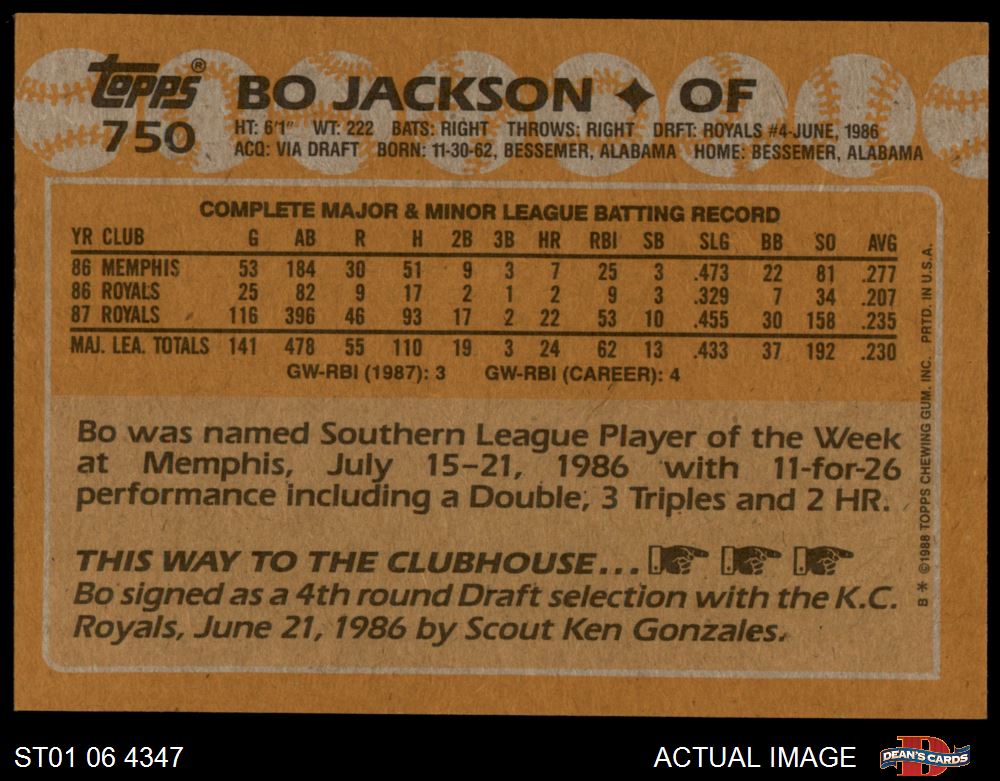 Topps®
750
BO JACKSON ✦ OF
HT: 6'1" WT: 222 BATS: RIGHT THROWS: RIGHT DRFT: ROYALS #4-JUNE, 1986
ACQ: VIA DRAFT BORN: 11-30-62, BESSEMER, ALABAMA HOME: BESSEMER, ALABAMA
COMPLETE MAJOR & MINOR LEAGUE BATTING RECORD
YR CLUB G AB R H 2B 3B HR RBI SB SLG BB SO AVG
86 MEMPHIS 53 184 30 51 9 3 7 25 3 .473 22 81 .277
86 ROYALS 25 82 9 17 2 1 2 9 3 .329 7 34 .207
87 ROYALS 116 396 46 93 17 2 22 53 10 .455 30 158 .235
MAJ. LEA. TOTALS 141 478 55 110 19 3 24 62 13 .433 37 192 .230
GW-RBI (1987): 3 GW-RBI (CAREER): 4
Bo was named Southern League Player of the Week
at Memphis, July 15-21, 1986 with 11-for-26
performance including a Double, 3 Triples and 2 HR.
THIS WAY TO THE CLUBHOUSE...
Bo signed as a 4th round Draft selection with the K.C.
Royals, June 21, 1986 by Scout Ken Gonzales.
B * ©1988 TOPPS CHEWING GUM, INC. PRTD. IN U.S.A.
ST01 06 4347
ACTUAL IMAGE
DEAN'S CARDS